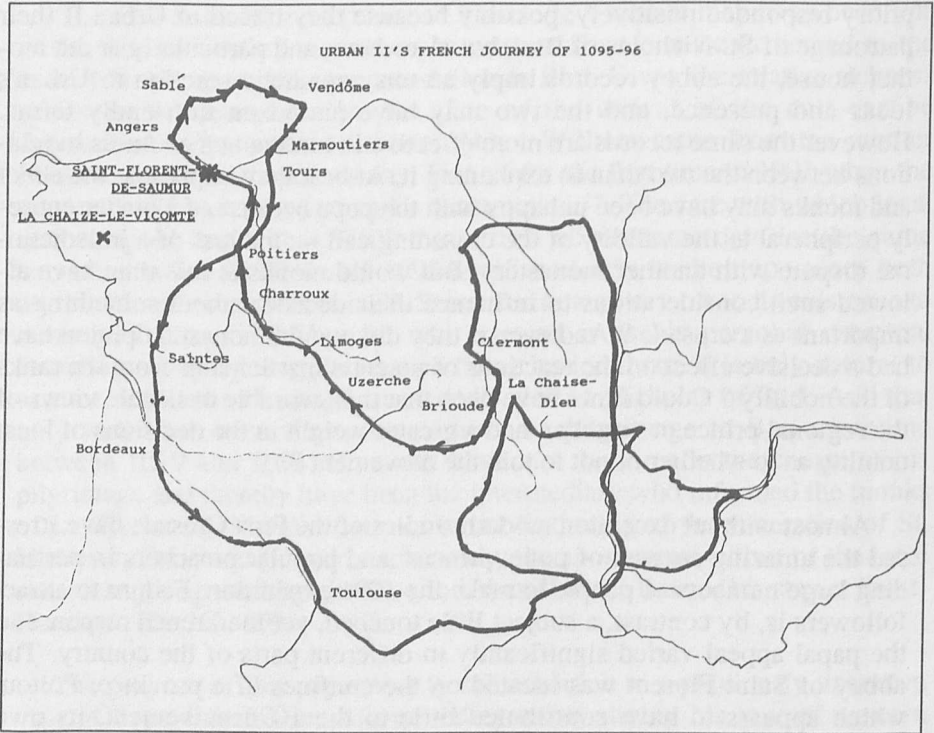 URBAN II'S FRENCH JOURNEY OF 1095-96
Sablé
Vendôme
Angers
Marmoutiers
SAINT-FLORENT-
DE-SAUMUR
Tours
LA CHAIZE-LE-VICOMTE
Poitiers
Charroux
Limoges
Clermont
Saintes
Uzerche
La Chaise-
Dieu
Brioude
Bordeaux
Toulouse